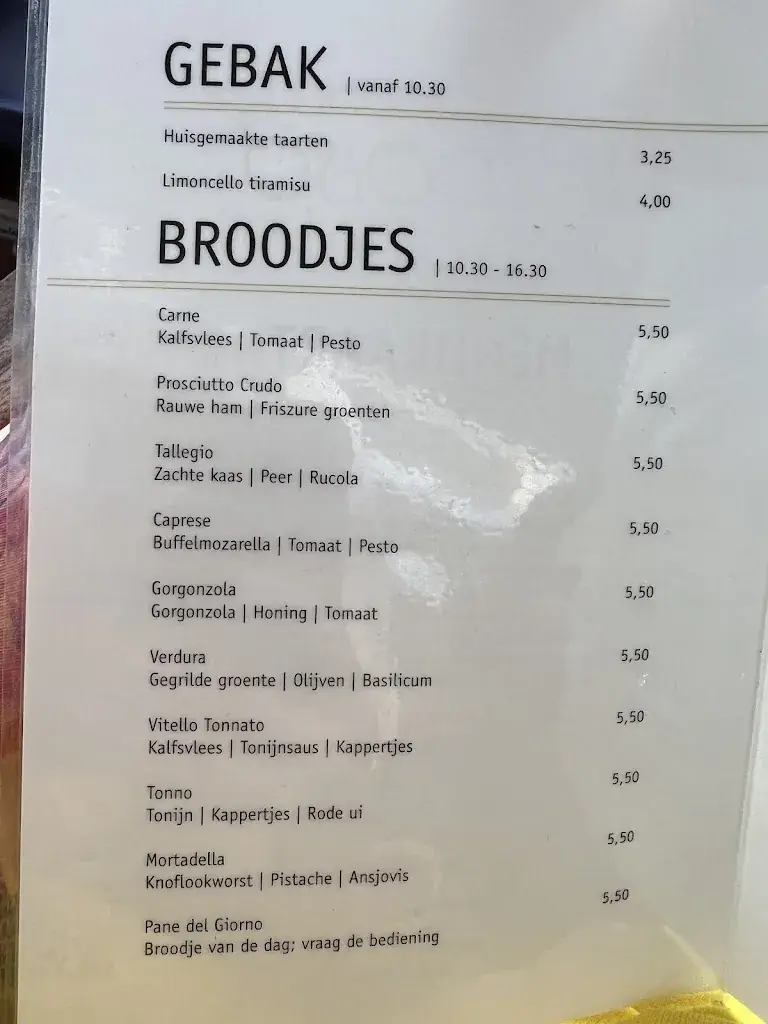 GEBAK | vanaf 10.30
Huisgemaakte taarten 3,25
Limoncello tiramisu 4,00
BROODJES | 10.30 - 16.30
Carne 5,50
Kalfsvlees | Tomaat | Pesto
Prosciutto Crudo 5,50
Rauwe ham | Friszure groenten
Tallegio 5,50
Zachte kaas | Peer | Rucola
Caprese 5,50
Buffelmozarella | Tomaat | Pesto
Gorgonzola 5,50
Gorgonzola | Honing | Tomaat
Verdura 5,50
Gegrilde groente | Olijven | Basilicum
Vitello Tonnato 5,50
Kalfsvlees | Tonijnsaus | Kappertjes
Tonno 5,50
Tonijn | Kappertjes | Rode ui
Mortadella 5,50
Knoflookworst | Pistache | Ansjovis
Pane del Giorno 5,50
Broodje van de dag; vraag de bediening